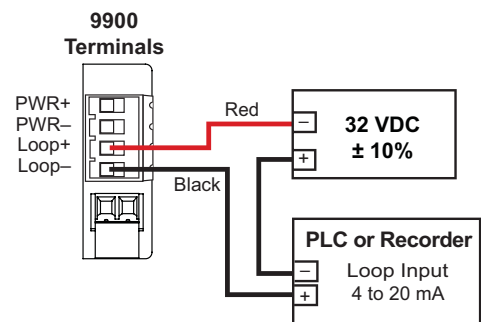 9900
Terminals
PWR+
PWR–
Loop+
Loop–
Red
Black
–
32 VDC
+
± 10%
PLC or Recorder
–
Loop Input
+
4 to 20 mA